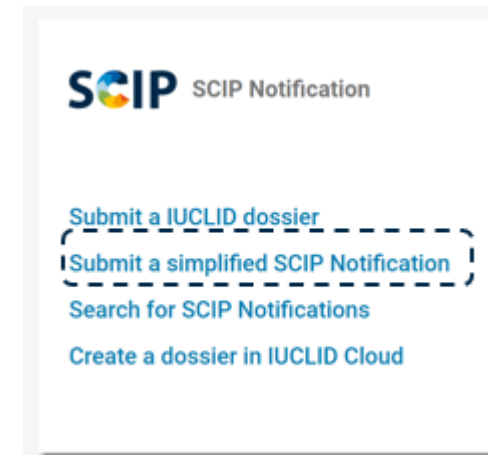 SCIP SCIP Notification
Submit a IUCLID dossier
Submit a simplified SCIP Notification
Search for SCIP Notifications
Create a dossier in IUCLID Cloud